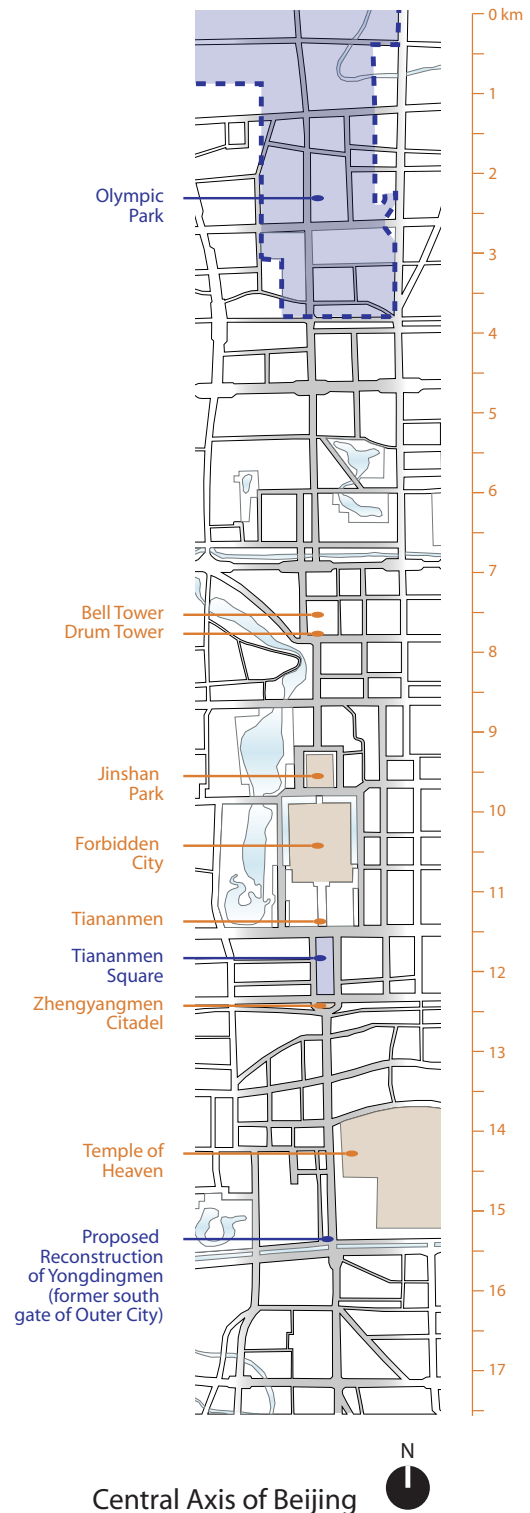 0 km
1
2
Olympic
Park
3
4
5
6
7
Bell Tower
Drum Tower
8
9
Jinshan
Park
10
Forbidden
City
11
Tiananmen
Tiananmen
Square
12
Zhengyangmen
Citadel
13
14
Temple of
Heaven
15
Proposed
Reconstruction
of Yongdingmen
(former south
gate of Outer City)
16
17
N
Central Axis of Beijing